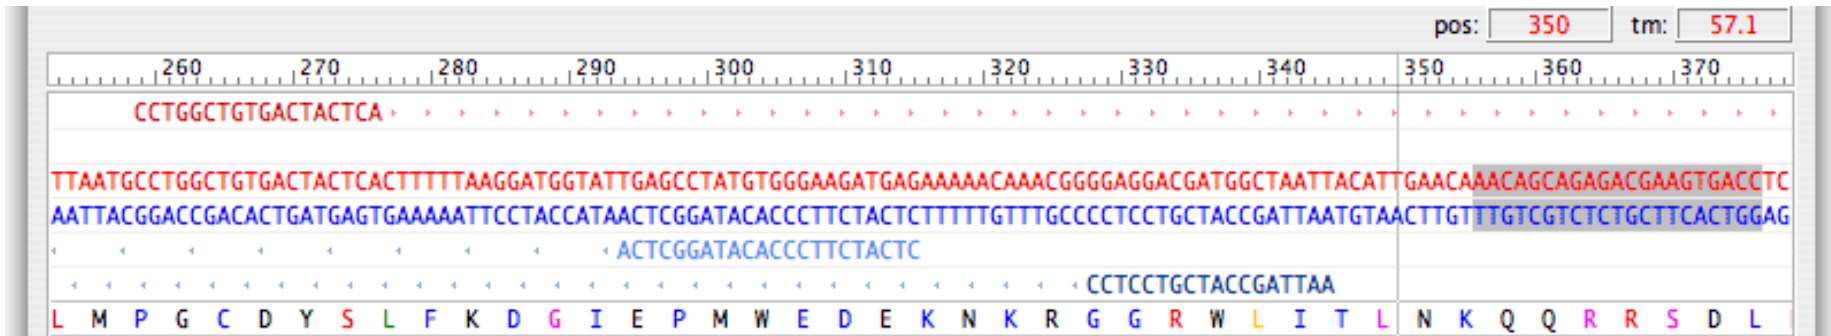 pos: 350 tm: 57.1
260 270 280 290 300 310 320 330 340 350 360 370
CCTGGCTGTGACTACTCA
TTAATGCCTGGCTGTGACTACTCACTTTTTAAGGATGGTATTGAGCCTATGTGGGAAGATGAGAAAAACAAACGGGGAGGACGATGGCTAATTACATTGAACAAACAGCAGAGACGAAGTGACCTC
AATTACGGACCGACACTGATGAGTGAAAAATTCCTACCATAACTCGGATACACCCTTCTACTCTTTTTGTTTGCCCCTCCTGCTACCGATTAATGTAACTTGTTTGTCGTCTCTGCTTCACTGGAG
ACTCGGATACACCCTTCTACTC
CCTCCTGCTACCGATTAA
L M P G C D Y S L F K D G I E P M W E D E K N K R G G R W L I T L N K Q Q R R S D L